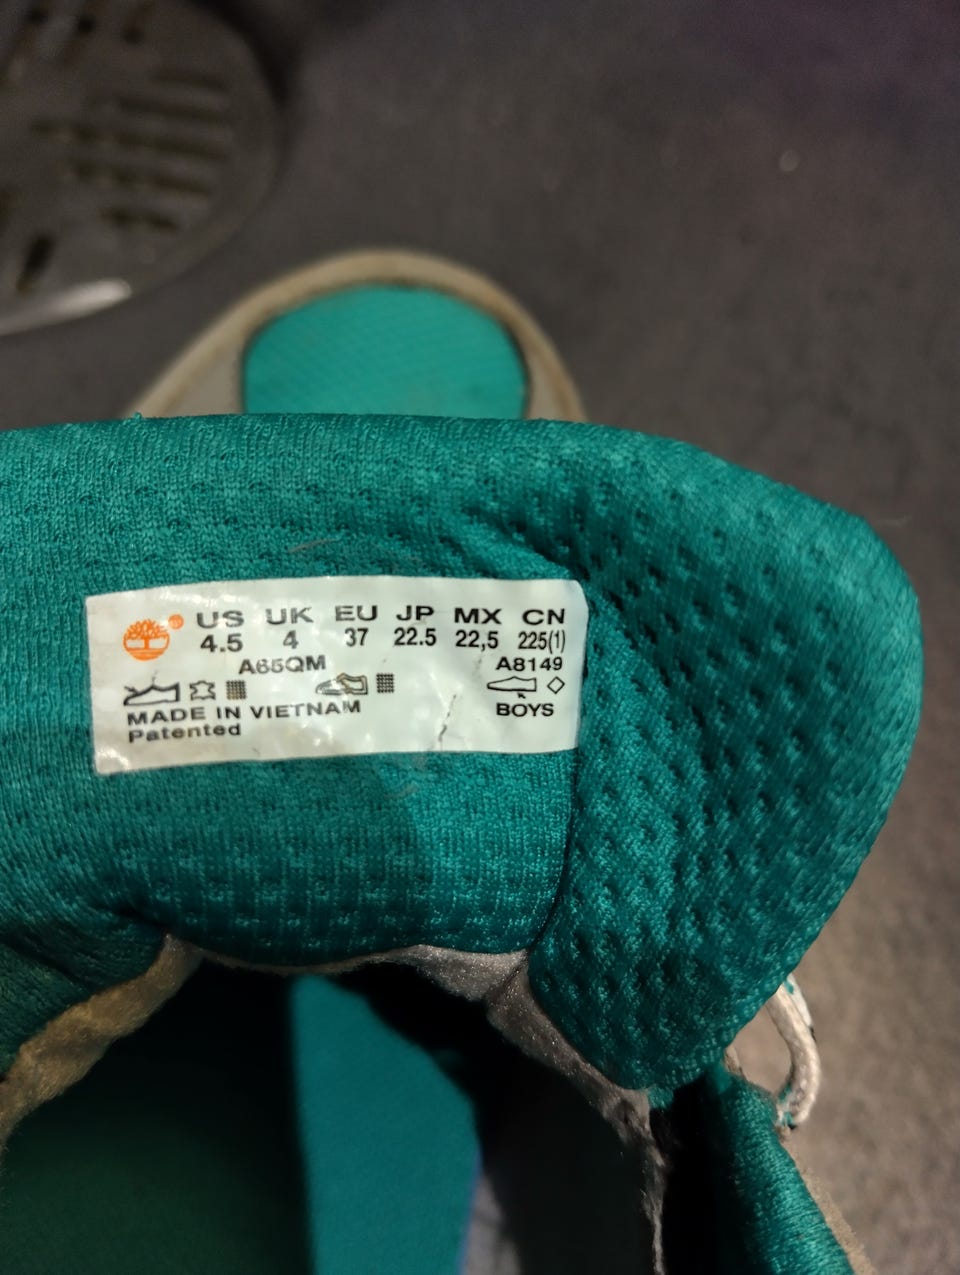 US UK EU JP MX CN
4.5 4 37 22.5 22,5 225(1)
A65QM A8149
MADE IN VIETNAM BOYS
Patented